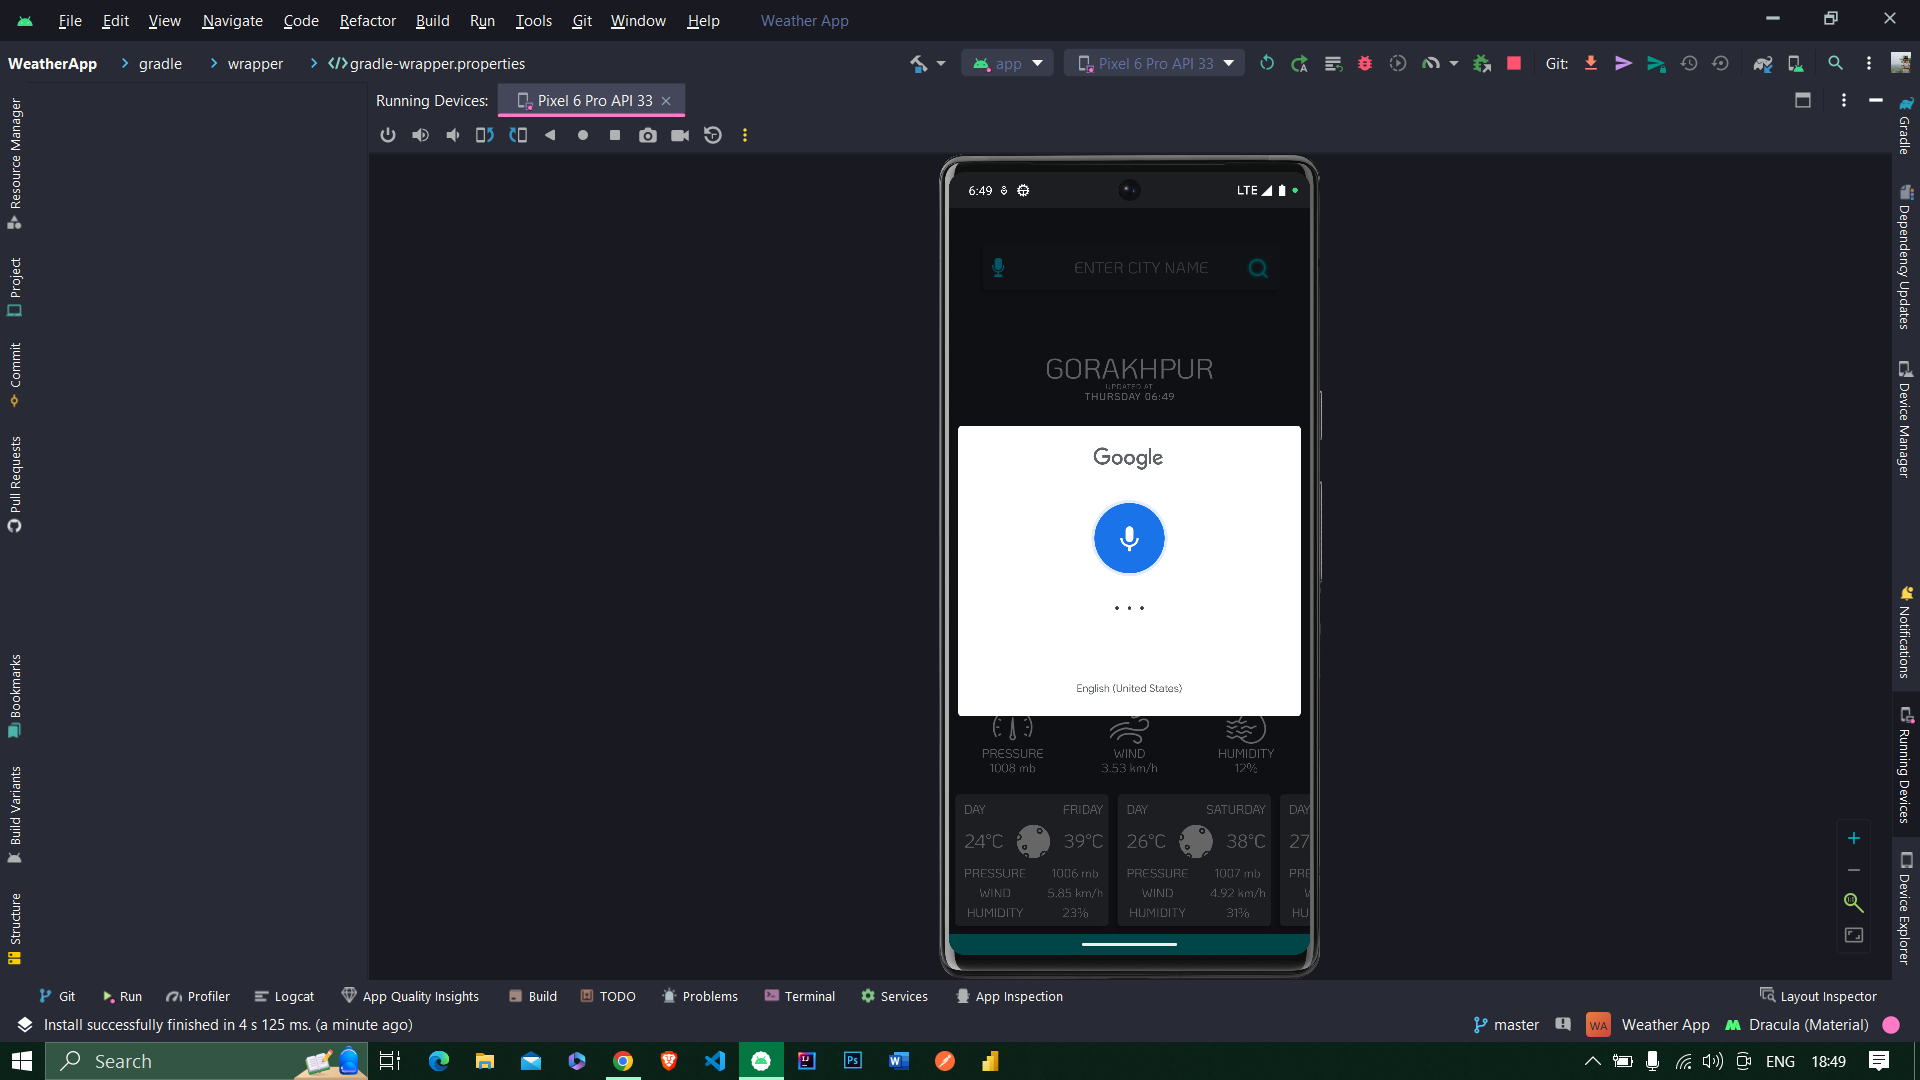 File Edit View Navigate Code Refactor Build Run Tools Git Window Help Weather App
WeatherApp gradle wrapper gradle-wrapper.properties app Pixel 6 Pro API 33 Git:
Running Devices: Pixel 6 Pro API 33
Resource Manager
Project
Commit
Pull Requests
Bookmarks
Build Variants
Structure
6:49 LTE
ENTER CITY NAME
GORAKHPUR
UPDATED AT
THURSDAY 06:49
Google
English (United States)
PRESSURE WIND HUMIDITY
1008 mb 3.53 km/h 12%
DAY FRIDAY DAY SATURDAY DAY
24°C 39°C 26°C 38°C 27
PRESSURE 1006 mb PRESSURE 1007 mb PRE
WIND 5.85 km/h WIND 4.92 km/h W
HUMIDITY 23% HUMIDITY 31% HU
Gradle
Dependency Updates
Device Manager
Notifications
Running Devices
Device Explorer
Git Run Profiler Logcat App Quality Insights Build TODO Problems Terminal Services App Inspection Layout Inspector
Install successfully finished in 4 s 125 ms. (a minute ago) master WA Weather App Dracula (Material)
Search ENG 18:49